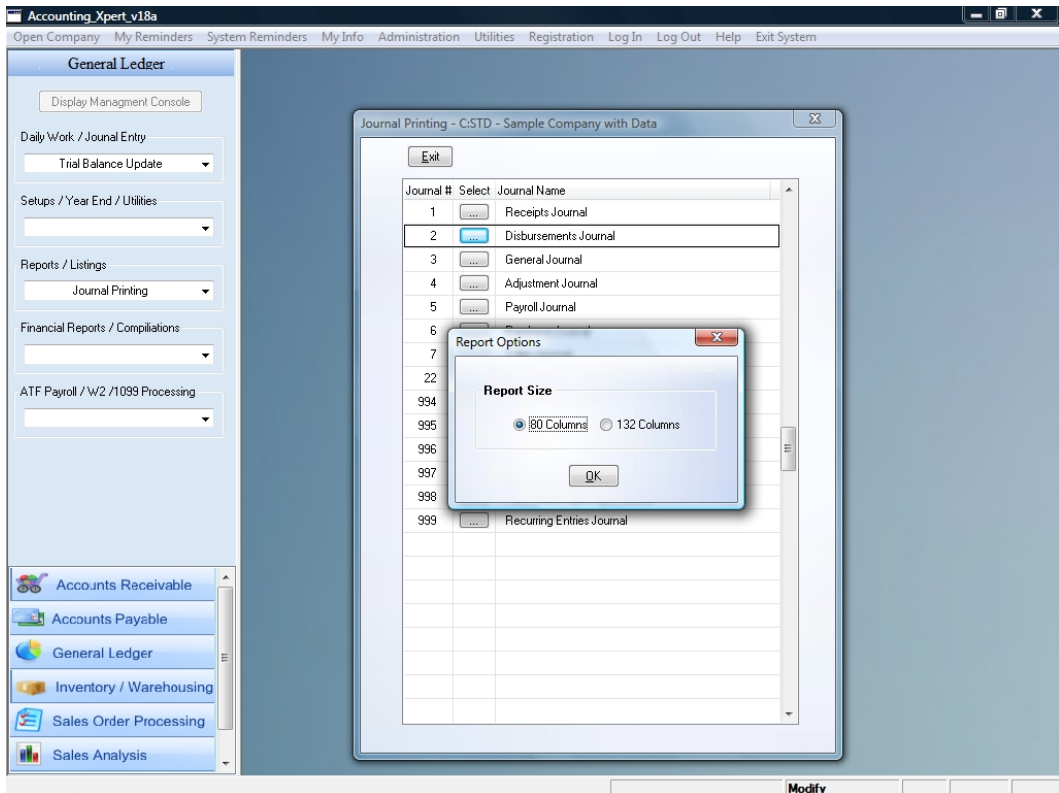 Accounting_Xpert_v18a
Open Company My Reminders System Reminders My Info Administration Utilities Registration Log In Log Out Help Exit System
General Ledger
Display Managment Console
Daily Work / Jounal Entry
Trial Balance Update
Setups / Year End / Utilities
Reports / Listings
Journal Printing
Financial Reports / Compiliations
ATF Payroll / W2 /1099 Processing
Accounts Receivable
Accounts Payable
General Ledger
Inventory / Warehousing
Sales Order Processing
Sales Analysis
Journal Printing - C:STD - Sample Company with Data
Exit
Journal # Select Journal Name
1 ... Receipts Journal
2 ... Disbursements Journal
3 ... General Journal
4 ... Adjustment Journal
5 ... Payroll Journal
6
7
22
994
995
996
997
998
999 ... Recurring Entries Journal
Report Options
Report Size
80 Columns 132 Columns
OK
Modify